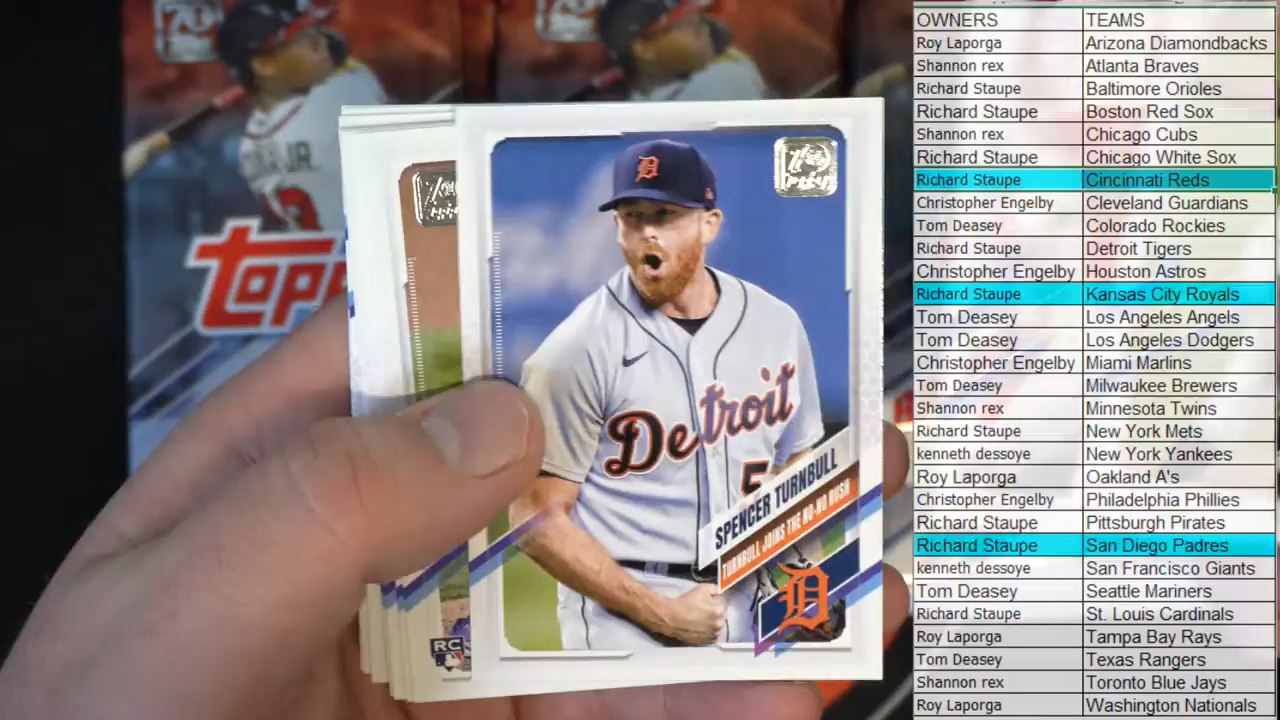 OWNERS TEAMS
Roy Laporga Arizona Diamondbacks
Shannon rex Atlanta Braves
Richard Staupe Baltimore Orioles
Richard Staupe Boston Red Sox
Shannon rex Chicago Cubs
Richard Staupe Chicago White Sox
Richard Staupe Cincinnati Reds
Christopher Engelby Cleveland Guardians
Tom Deasey Colorado Rockies
Richard Staupe Detroit Tigers
Christopher Engelby Houston Astros
Richard Staupe Kansas City Royals
Tom Deasey Los Angeles Angels
Tom Deasey Los Angeles Dodgers
Christopher Engelby Miami Marlins
Tom Deasey Milwaukee Brewers
Shannon rex Minnesota Twins
Richard Staupe New York Mets
kenneth dessoye New York Yankees
Roy Laporga Oakland A's
Christopher Engelby Philadelphia Phillies
Richard Staupe Pittsburgh Pirates
Richard Staupe San Diego Padres
kenneth dessoye San Francisco Giants
Tom Deasey Seattle Mariners
Richard Staupe St. Louis Cardinals
Roy Laporga Tampa Bay Rays
Tom Deasey Texas Rangers
Shannon rex Toronto Blue Jays
Roy Laporga Washington Nationals
JR.
topp
D
Detroit
5
SPENCER TURNBULL
TURNBULL JOINS THE NO-NO RUSH
D
RC